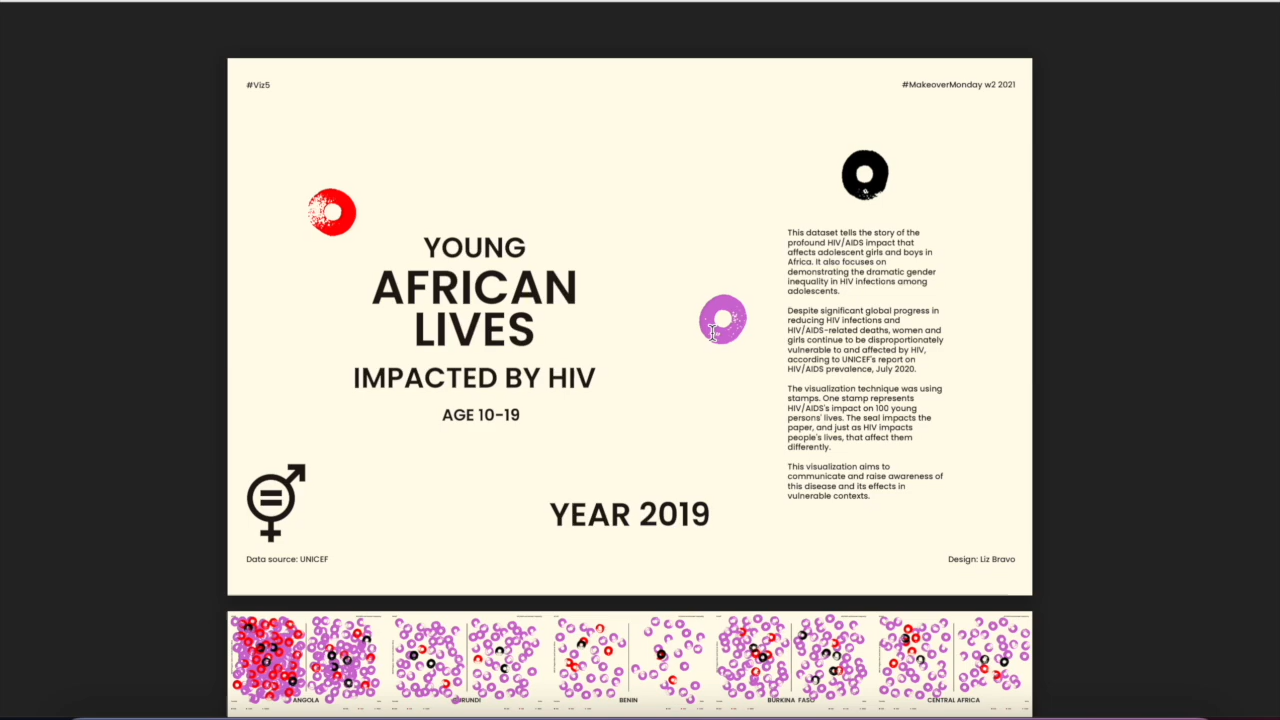 #Viz5
#MakeoverMonday w2 2021
YOUNG
AFRICAN
LIVES
IMPACTED BY HIV
AGE 10-19
YEAR 2019
This dataset tells the story of the
profound HIV/AIDS impact that
affects adolescent girls and boys in
Africa. It also focuses on
demonstrating the dramatic gender
inequality in HIV infections among
adolescents.
Despite significant global progress in
reducing HIV infections and
HIV/AIDS-related deaths, women and
girls continue to be disproportionately
vulnerable to and affected by HIV,
according to UNICEF's report on
HIV/AIDS prevalence, July 2020.
The visualization technique was using
stamps. One stamp represents
HIV/AIDS's impact on 100 young
persons' lives. The seal impacts the
paper, and just as HIV impacts
people's lives, that affect them
differently.
This visualization aims to
communicate and raise awareness of
this disease and its effects in
vulnerable contexts.
Data source: UNICEF
Design: Liz Bravo
ANGOLA
BENIN
BURKINA FASO
CENTRAL AFRICA